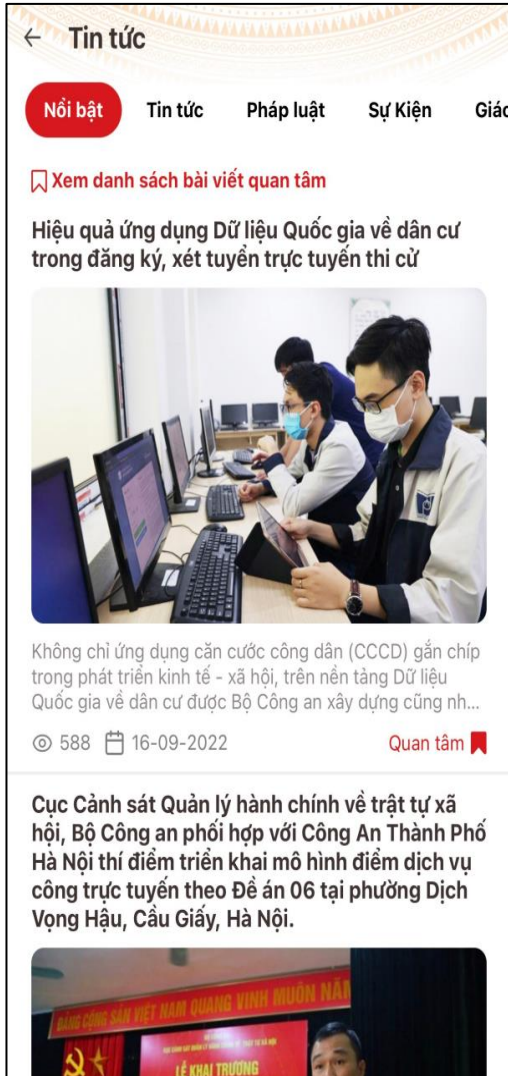 Tin tức
Nổi bật Tin tức Pháp luật Sự Kiện Giác
Xem danh sách bài viết quan tâm
Hiệu quả ứng dụng Dữ liệu Quốc gia về dân cư
trong đăng ký, xét tuyển trực tuyến thi cử
Không chỉ ứng dụng căn cước công dân (CCCD) gắn chíp
trong phát triển kinh tế - xã hội, trên nền tảng Dữ liệu
Quốc gia về dân cư được Bộ Công an xây dựng cũng nh...
588 16-09-2022 Quan tâm
Cục Cảnh sát Quản lý hành chính về trật tự xã
hội, Bộ Công an phối hợp với Công An Thành Phố
Hà Nội thí điểm triển khai mô hình điểm dịch vụ
công trực tuyến theo Đề án 06 tại phường Dịch
Vọng Hậu, Cầu Giấy, Hà Nội.
ĐẢNG CỘNG SẢN VIỆT NAM QUANG VINH MUÔN NĂM
LỄ KHAI TRƯƠNG